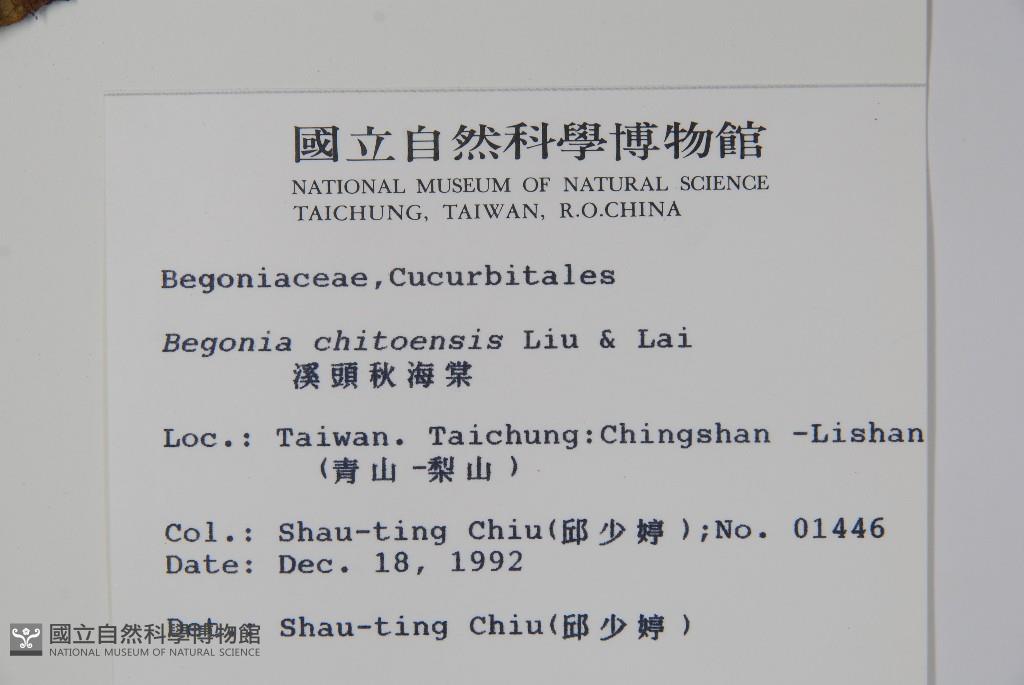 國立自然科學博物館
NATIONAL MUSEUM OF NATURAL SCIENCE
TAICHUNG, TAIWAN, R.O.CHINA
Begoniaceae,Cucurbitales
Begonia chitoensis Liu & Lai
溪頭秋海棠
Loc.: Taiwan. Taichung:Chingshan -Lishan
(青山-梨山)
Col.: Shau-ting Chiu(邱少婷);No. 01446
Date: Dec. 18, 1992
Det.: Shau-ting Chiu(邱少婷)
國立自然科學博物館
NATIONAL MUSEUM OF NATURAL SCIENCE